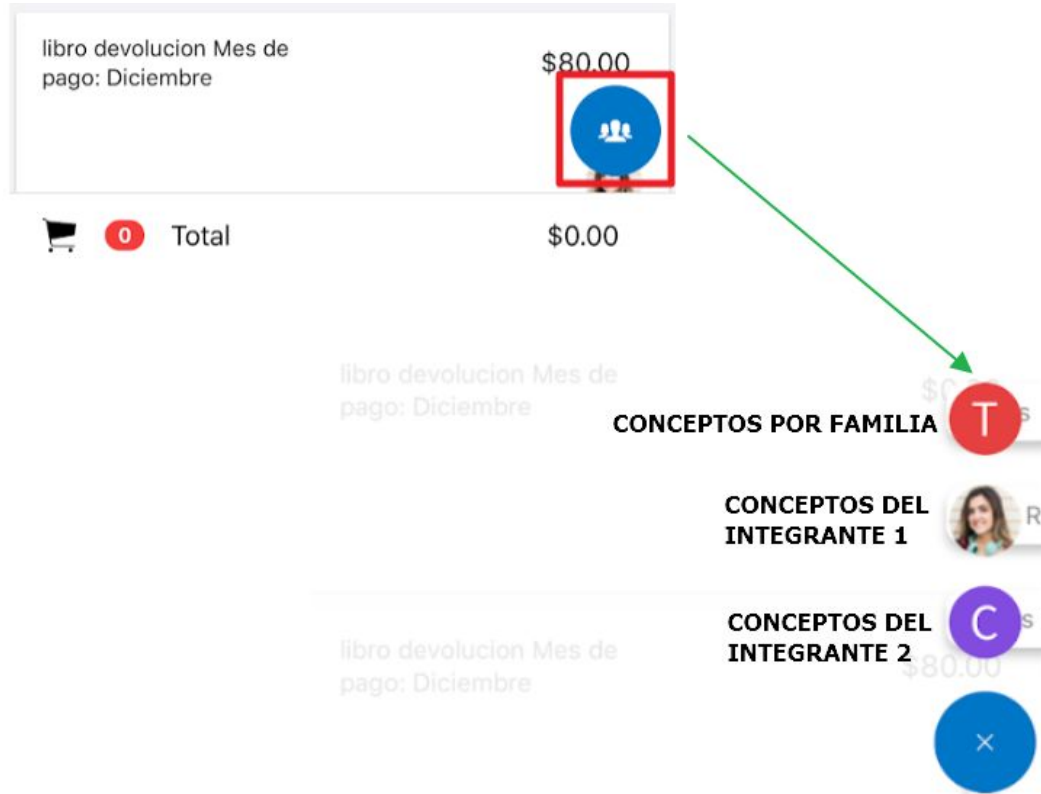 libro devolucion Mes de
pago: Diciembre
$80.00
0 Total $0.00
libro devolucion Mes de
pago: Diciembre
CONCEPTOS POR FAMILIA
T
s
CONCEPTOS DEL
INTEGRANTE 1
R
CONCEPTOS DEL
INTEGRANTE 2
C
s
libro devolucion Mes de
pago: Diciembre
$80.00